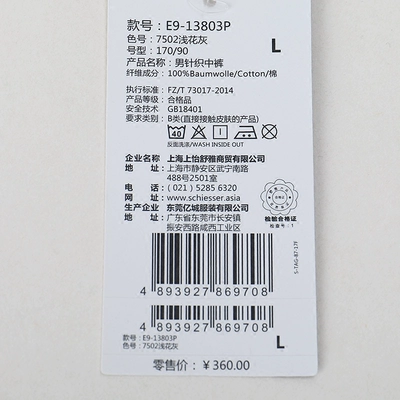 款号：E9-13803P
色号：7502浅花灰
号型：170/90
L
产品名称：男针织中裤
纤维成分：100%Baumwolle/Cotton/棉
执行标准：FZ/T 73017-2014
产品等级：合格品
安全技术 GB18401
要求类别：B类(直接接触皮肤的产品)
40
反面洗涤/WASH INSIDE OUT
企业名称：上海上怡舒雅商贸有限公司
地 址：上海市静安区武宁南路
488号2501室
电 话：(021) 5285 6320
网 址：www.schiesser.asia
生产企业：东莞亿城服装有限公司
地 址：广东省东莞市长安镇
振安西路咸西工业区
检验合格证
检查号：1
S-TAG-B7-17F
4 893927 869708
4 893927 869708
款号：E9-13803P
色号：7502浅花灰
L
零售价：￥360.00